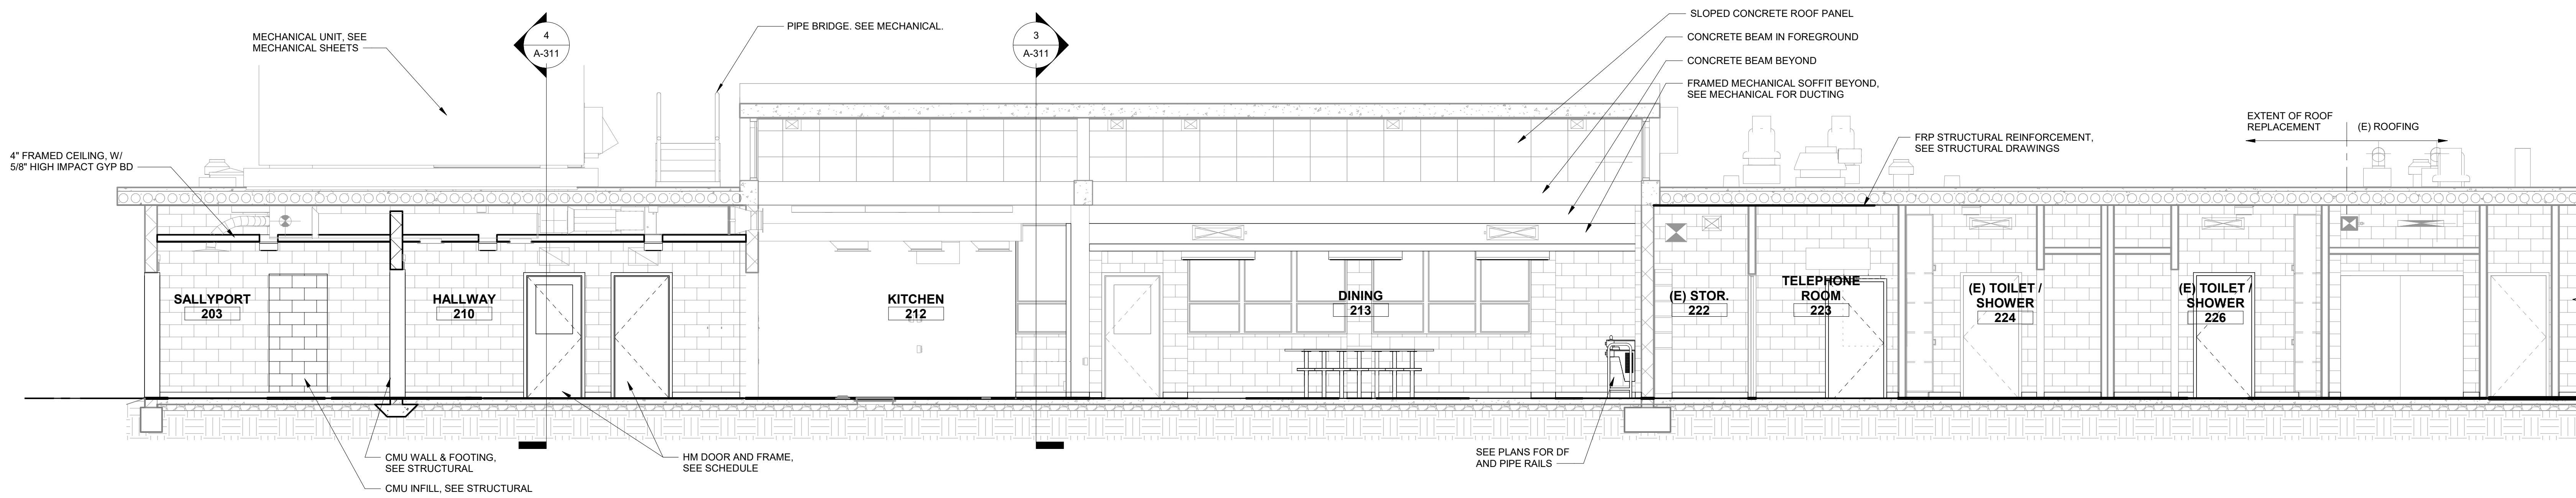 MECHANICAL UNIT, SEE
MECHANICAL SHEETS
4
A-311
PIPE BRIDGE. SEE MECHANICAL.
3
A-311
SLOPED CONCRETE ROOF PANEL
CONCRETE BEAM IN FOREGROUND
CONCRETE BEAM BEYOND
FRAMED MECHANICAL SOFFIT BEYOND,
SEE MECHANICAL FOR DUCTING
FRP STRUCTURAL REINFORCEMENT,
SEE STRUCTURAL DRAWINGS
EXTENT OF ROOF
REPLACEMENT
(E) ROOFING
4" FRAMED CEILING, W/
5/8" HIGH IMPACT GYP BD
SALLYPORT
203
HALLWAY
210
KITCHEN
212
DINING
213
(E) STOR.
222
TELEPHONE
ROOM
223
(E) TOILET /
SHOWER
224
(E) TOILET /
SHOWER
226
CMU WALL & FOOTING,
SEE STRUCTURAL
CMU INFILL, SEE STRUCTURAL
HM DOOR AND FRAME,
SEE SCHEDULE
SEE PLANS FOR DF
AND PIPE RAILS